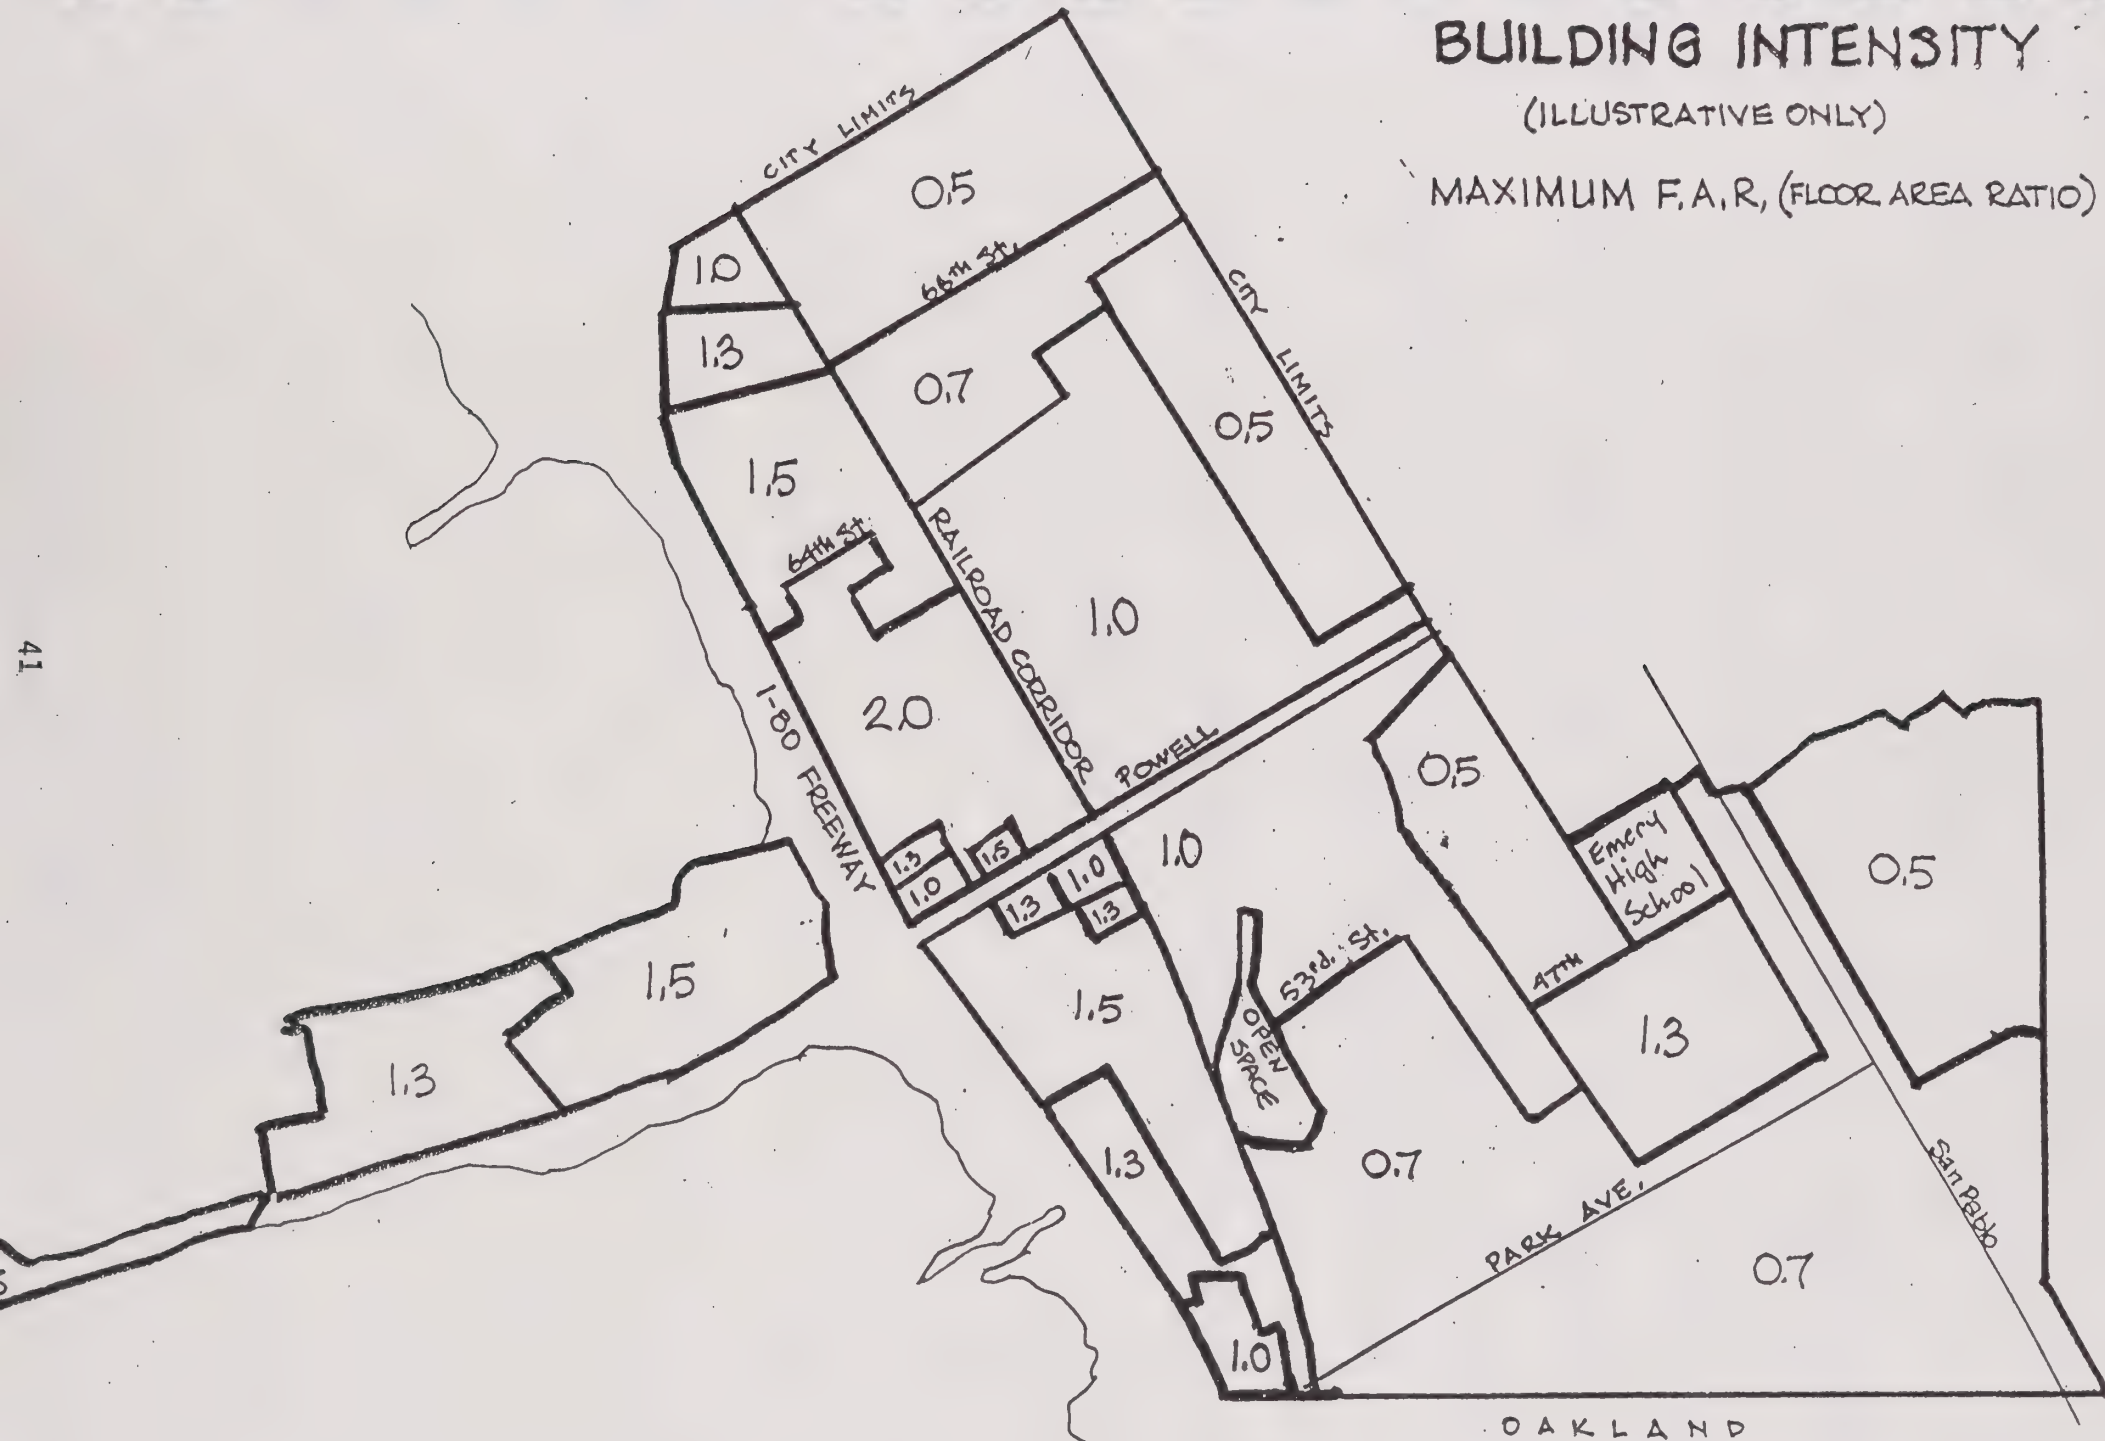 BUILDING INTENSITY
(ILLUSTRATIVE ONLY)
MAXIMUM F.A.R, (FLOOR AREA RATIO)
CITY LIMITS
0.5
1.0
66th St.
CITY LIMITS
1.3
0.7
0.5
1.5
64th St.
RAILROAD CORRIDOR
1.0
41
2.0
I-80 FREEWAY
POWELL
0.5
Emery
High
School
0.5
1.3
1.5
1.0
1.0
1.0
1.3
1.3
53rd. St.
47TH
1.5
1.5
OPEN
SPACE
1.3
1.3
1.3
0.7
San Pablo
PARK AVE.
0.7
1.0
OAKLAND